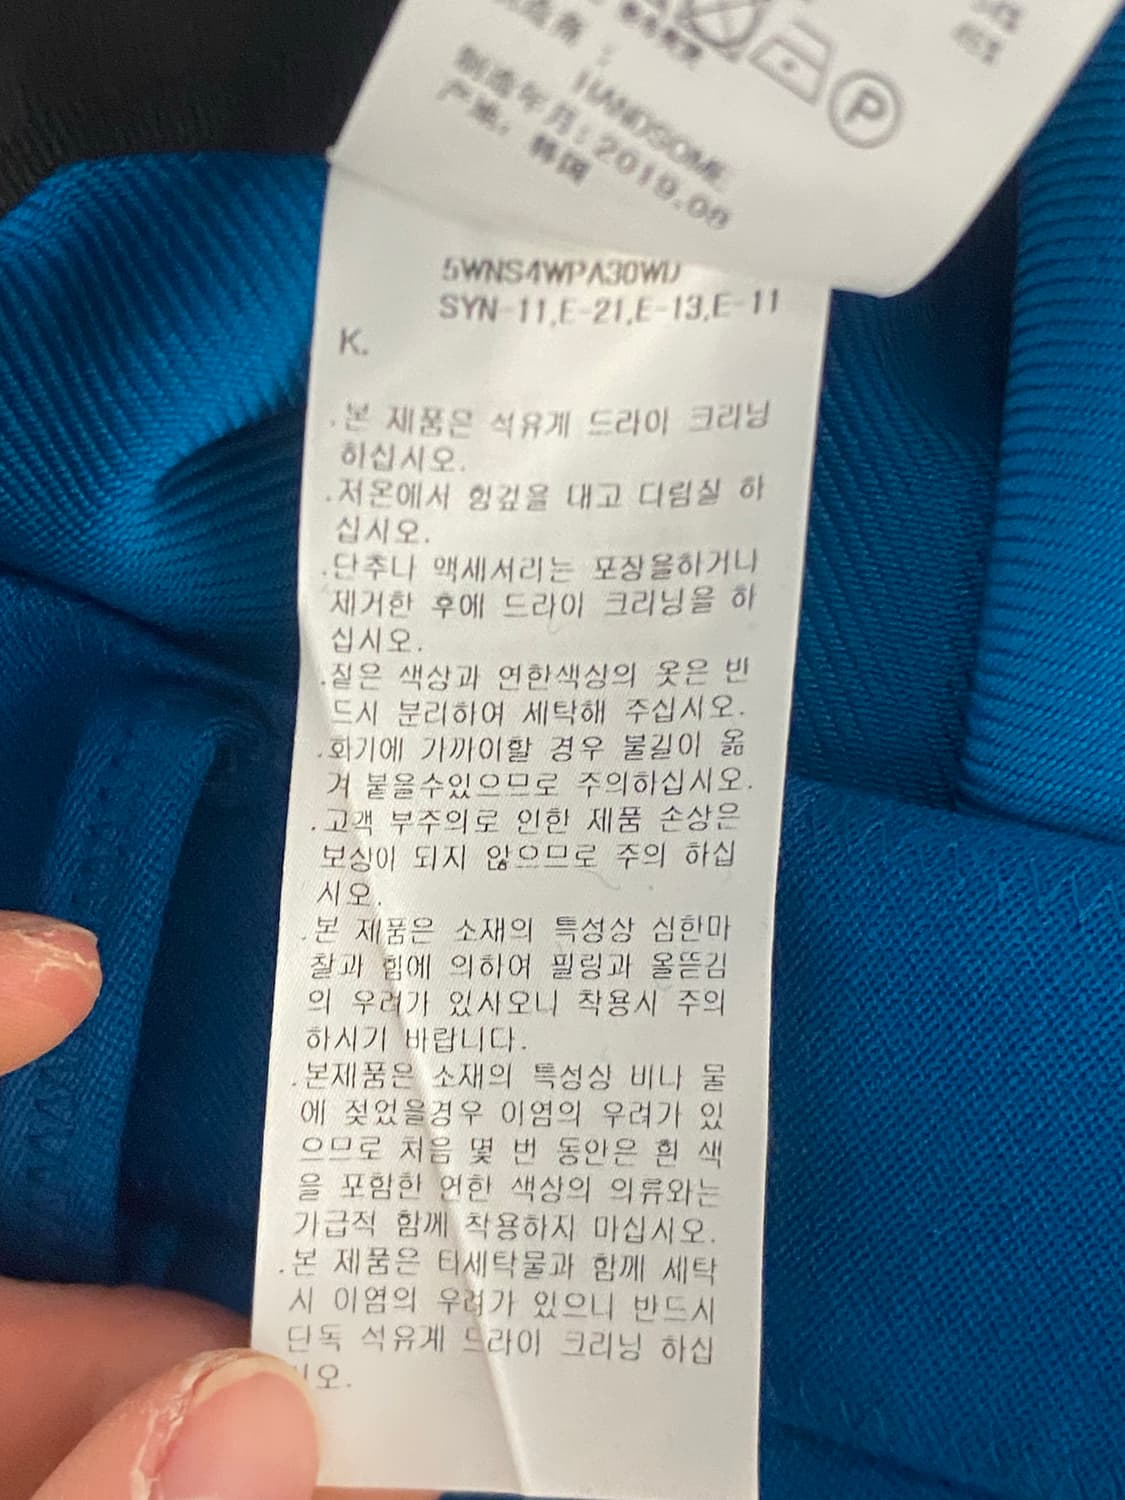 P
HANDSOME
制造年月: 2019.08
产地: 韩国
5WNS4WPA30WD
SYN-11,E-21,E-13,E-11
K.
.본 제품은 석유계 드라이 크리닝
하십시오.
.저온에서 헝겊을 대고 다림질 하
십시오.
.단추나 액세서리는 포장을하거나
제거한 후에 드라이 크리닝을 하
십시오.
.짙은 색상과 연한색상의 옷은 반
드시 분리하여 세탁해 주십시오.
.화기에 가까이할 경우 불길이 옮
겨 붙을수있으므로 주의하십시오.
.고객 부주의로 인한 제품 손상은
보상이 되지 않으므로 주의 하십
시오.
.본 제품은 소재의 특성상 심한마
찰과 힘에 의하여 필링과 올뜯김
의 우려가 있사오니 착용시 주의
하시기 바랍니다.
.본제품은 소재의 특성상 비나 물
에 젖었을경우 이염의 우려가 있
으므로 처음 몇 번 동안은 흰 색
을 포함한 연한 색상의 의류와는
가급적 함께 착용하지 마십시오.
.본 제품은 타세탁물과 함께 세탁
시 이염의 우려가 있으니 반드시
단독 석유계 드라이 크리닝 하십
시오.